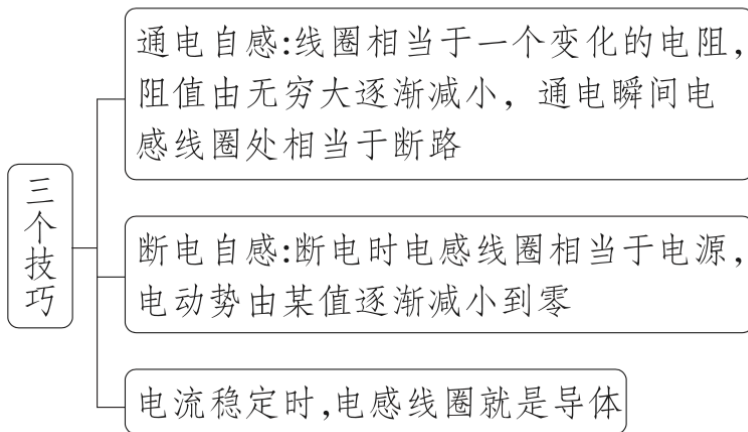 三个技巧
通电自感:线圈相当于一个变化的电阻,
阻值由无穷大逐渐减小，通电瞬间电
感线圈处相当于断路
断电自感:断电时电感线圈相当于电源,
电动势由某值逐渐减小到零
电流稳定时,电感线圈就是导体